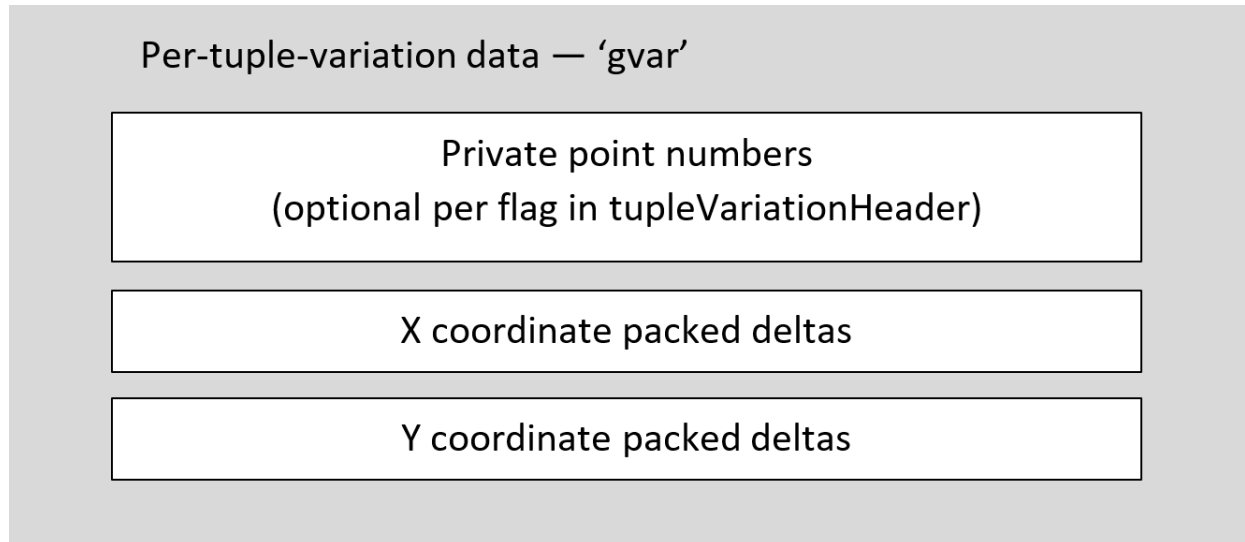 Per-tuple-variation data — ‘gvar’
Private point numbers
(optional per flag in tupleVariationHeader)
X coordinate packed deltas
Y coordinate packed deltas